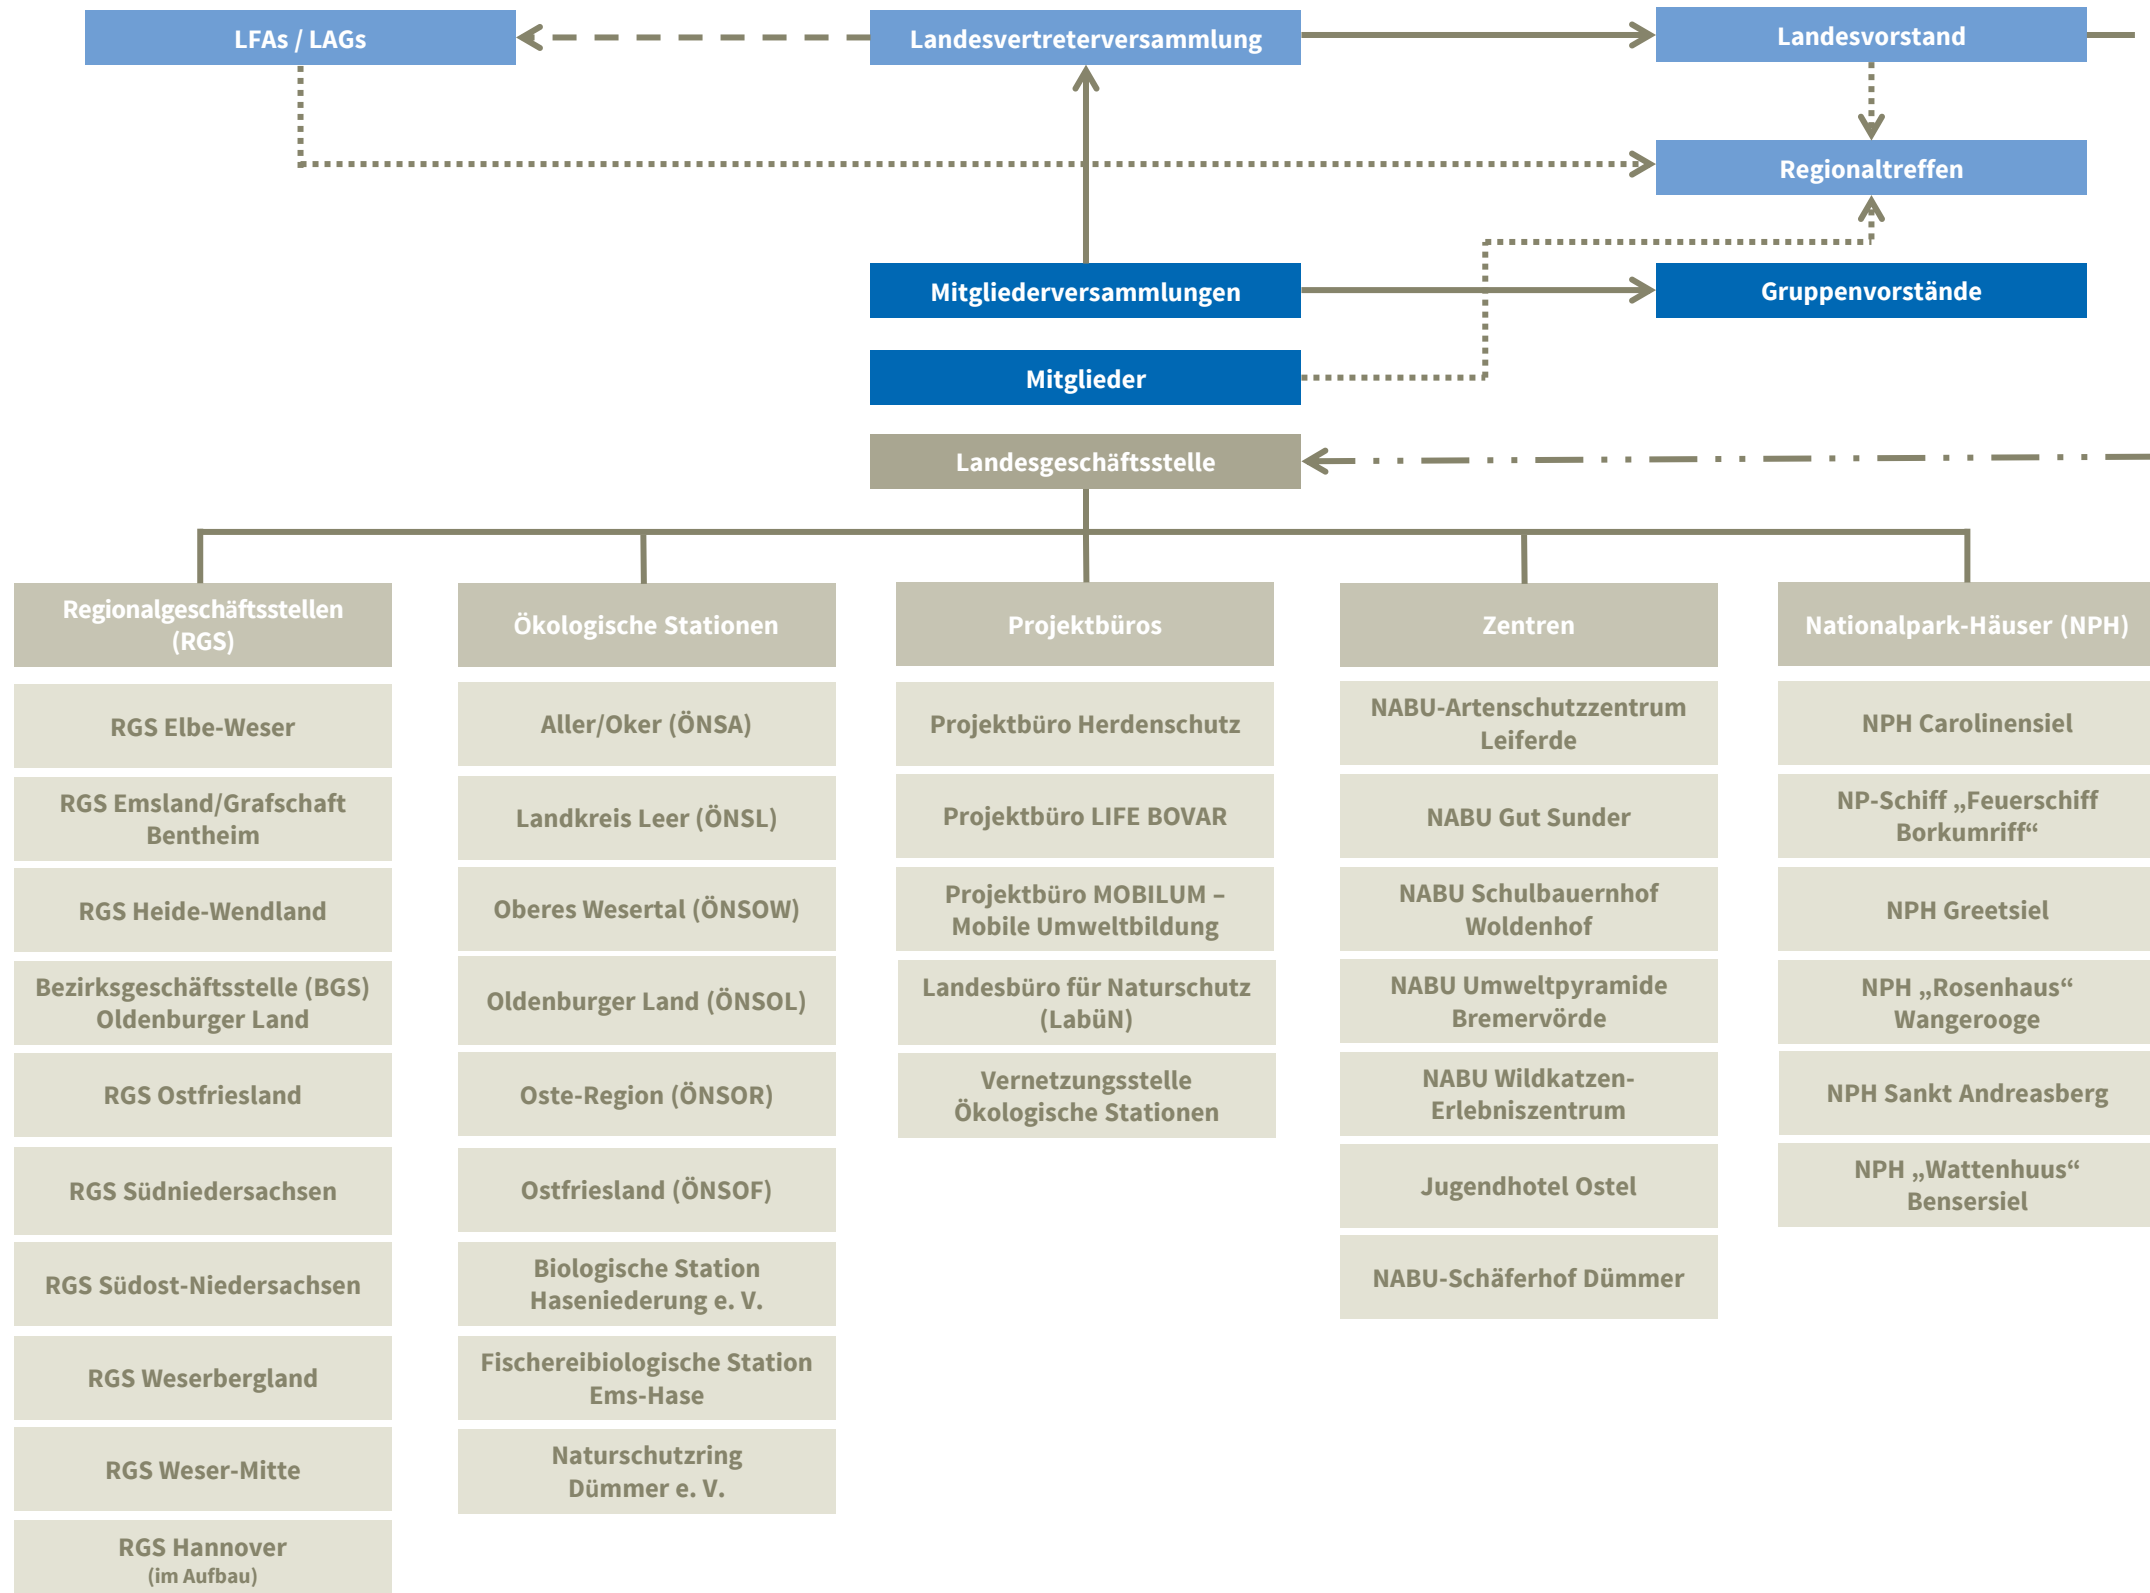 LFAs / LAGs
Landesvertreterversammlung
Landesvorstand
Regionaltreffen
Mitgliederversammlungen
Gruppenvorstände
Mitglieder
Landesgeschäftsstelle
Regionalgeschäftsstellen
(RGS)
RGS Elbe-Weser
RGS Emsland/Grafschaft
Bentheim
RGS Heide-Wendland
Bezirksgeschäftsstelle (BGS)
Oldenburger Land
RGS Ostfriesland
RGS Südniedersachsen
RGS Südost-Niedersachsen
RGS Weserbergland
RGS Weser-Mitte
RGS Hannover
(im Aufbau)
Ökologische Stationen
Aller/Oker (ÖNSA)
Landkreis Leer (ÖNSL)
Oberes Wesertal (ÖNSOW)
Oldenburger Land (ÖNSOL)
Oste-Region (ÖNSOR)
Ostfriesland (ÖNSOF)
Biologische Station
Haseniederung e. V.
Fischereibiologische Station
Ems-Hase
Naturschutzring
Dümmer e. V.
Projektbüros
Projektbüro Herdenschutz
Projektbüro LIFE BOVAR
Projektbüro MOBILUM –
Mobile Umweltbildung
Landesbüro für Naturschutz
(LabüN)
Vernetzungsstelle
Ökologische Stationen
Zentren
NABU-Artenschutzzentrum
Leiferde
NABU Gut Sunder
NABU Schulbauernhof
Woldenhof
NABU Umweltpyramide
Bremervörde
NABU Wildkatzen-
Erlebniszentrum
Jugendhotel Ostel
NABU-Schäferhof Dümmer
Nationalpark-Häuser (NPH)
NPH Carolinensiel
NP-Schiff „Feuerschiff
Borkumriff“
NPH Greetsiel
NPH „Rosenhaus“
Wangerooge
NPH Sankt Andreasberg
NPH „Wattenhuus“
Bensersiel